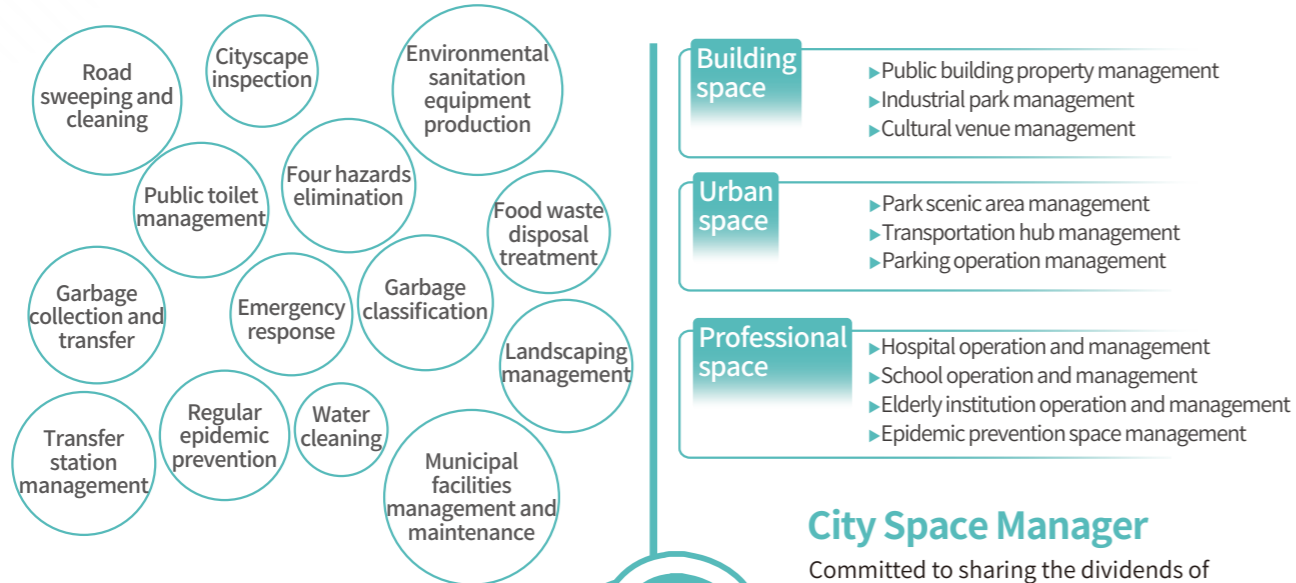 Road
sweeping and
cleaning
Cityscape
inspection
Environmental
sanitation
equipment
production
Public toilet
management
Four hazards
elimination
Food waste
disposal
treatment
Garbage
collection and
transfer
Emergency
response
Garbage
classification
Landscaping
management
Transfer
station
management
Regular
epidemic
prevention
Water
cleaning
Municipal
facilities
management and
maintenance
Building
space
▶Public building property management
▶Industrial park management
▶Cultural venue management
Urban
space
▶Park scenic area management
▶Transportation hub management
▶Parking operation management
Professional
space
▶Hospital operation and management
▶School operation and management
▶Elderly institution operation and management
▶Epidemic prevention space management
City Space Manager
Committed to sharing the dividends of